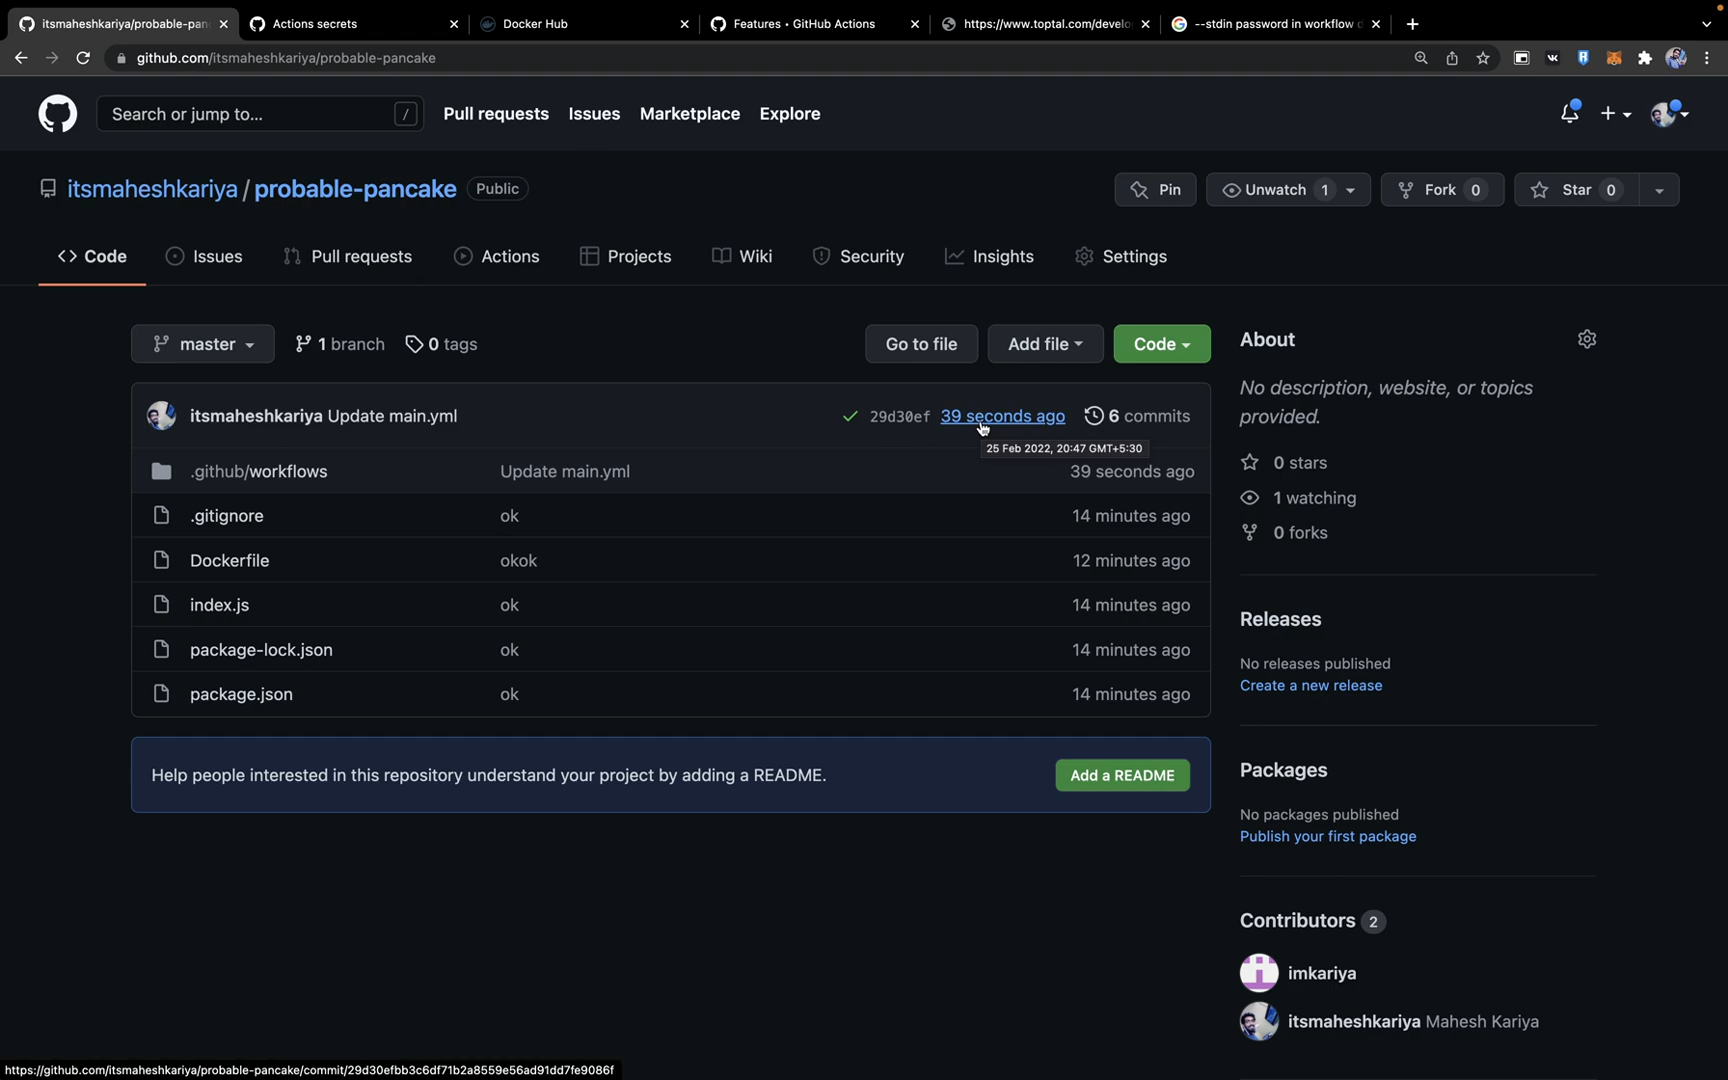 itsmaheshkariya/probable-pan
Actions secrets
Docker Hub
Features • GitHub Actions
https://www.toptal.com/develo
--stdin password in workflow d
github.com/itsmaheshkariya/probable-pancake
Search or jump to...
/
Pull requests
Issues
Marketplace
Explore
itsmaheshkariya / probable-pancake
Public
Pin
Unwatch 1
Fork 0
Star 0
Code
Issues
Pull requests
Actions
Projects
Wiki
Security
Insights
Settings
master
1 branch
0 tags
Go to file
Add file
Code
itsmaheshkariya Update main.yml
29d30ef 39 seconds ago
6 commits
25 Feb 2022, 20:47 GMT+5:30
.github/workflows Update main.yml 39 seconds ago
.gitignore ok 14 minutes ago
Dockerfile okok 12 minutes ago
index.js ok 14 minutes ago
package-lock.json ok 14 minutes ago
package.json ok 14 minutes ago
Help people interested in this repository understand your project by adding a README.
Add a README
About
No description, website, or topics
provided.
0 stars
1 watching
0 forks
Releases
No releases published
Create a new release
Packages
No packages published
Publish your first package
Contributors 2
imkariya
itsmaheshkariya Mahesh Kariya
https://github.com/itsmaheshkariya/probable-pancake/commit/29d30efbb3c6df71b2a8559e56ad91dd7fe9086f